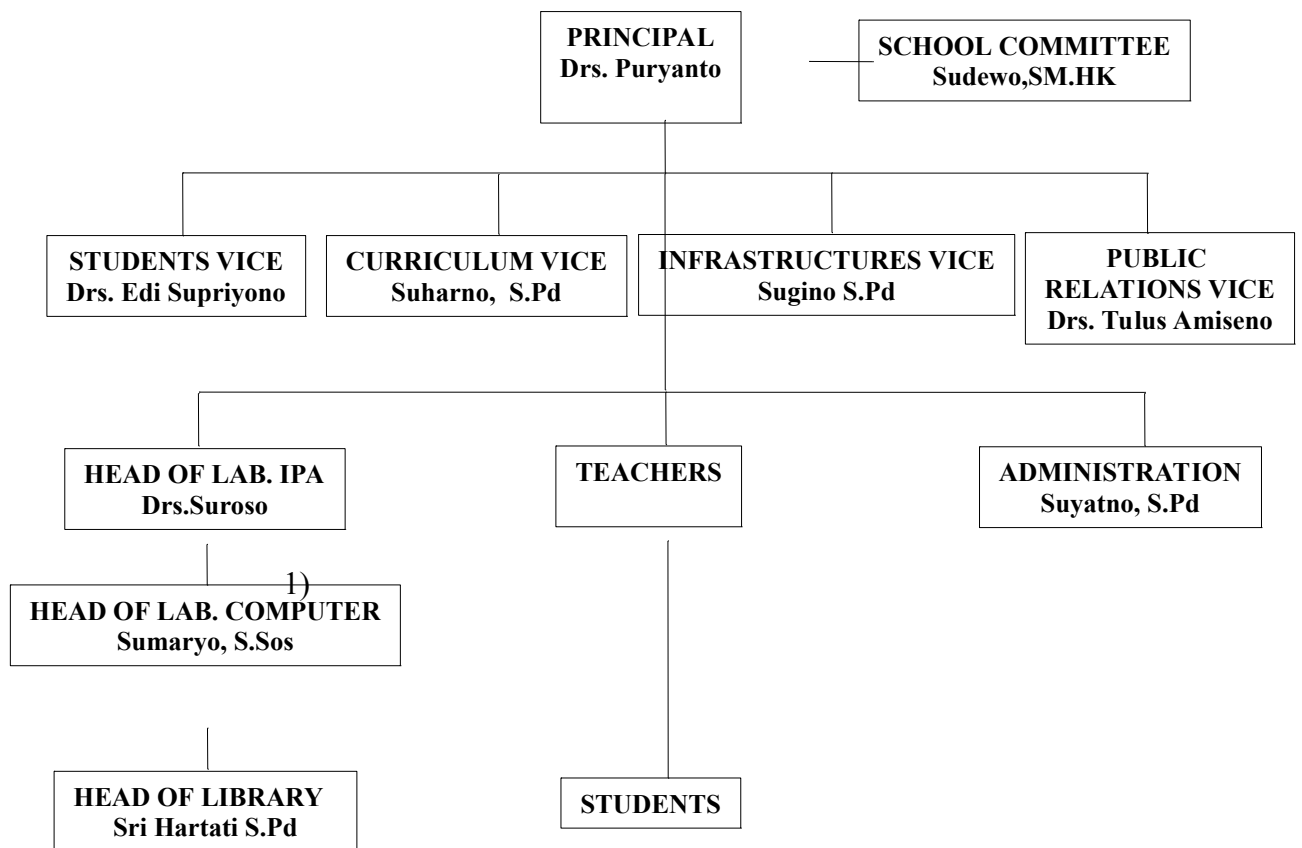 PRINCIPAL
Drs. Puryanto
SCHOOL COMMITTEE
Sudewo,SM.HK
STUDENTS VICE
Drs. Edi Supriyono
CURRICULUM VICE
Suharno, S.Pd
INFRASTRUCTURES VICE
Sugino S.Pd
PUBLIC
RELATIONS VICE
Drs. Tulus Amiseno
HEAD OF LAB. IPA
Drs.Suroso
TEACHERS
ADMINISTRATION
Suyatno, S.Pd
1)
HEAD OF LAB. COMPUTER
Sumaryo, S.Sos
HEAD OF LIBRARY
Sri Hartati S.Pd
STUDENTS